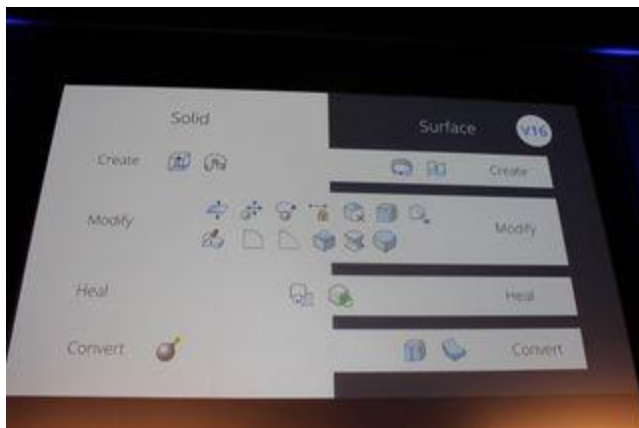 Solid
Surface
V16
Create
Create
Modify
Modify
Heal
Heal
Convert
Convert